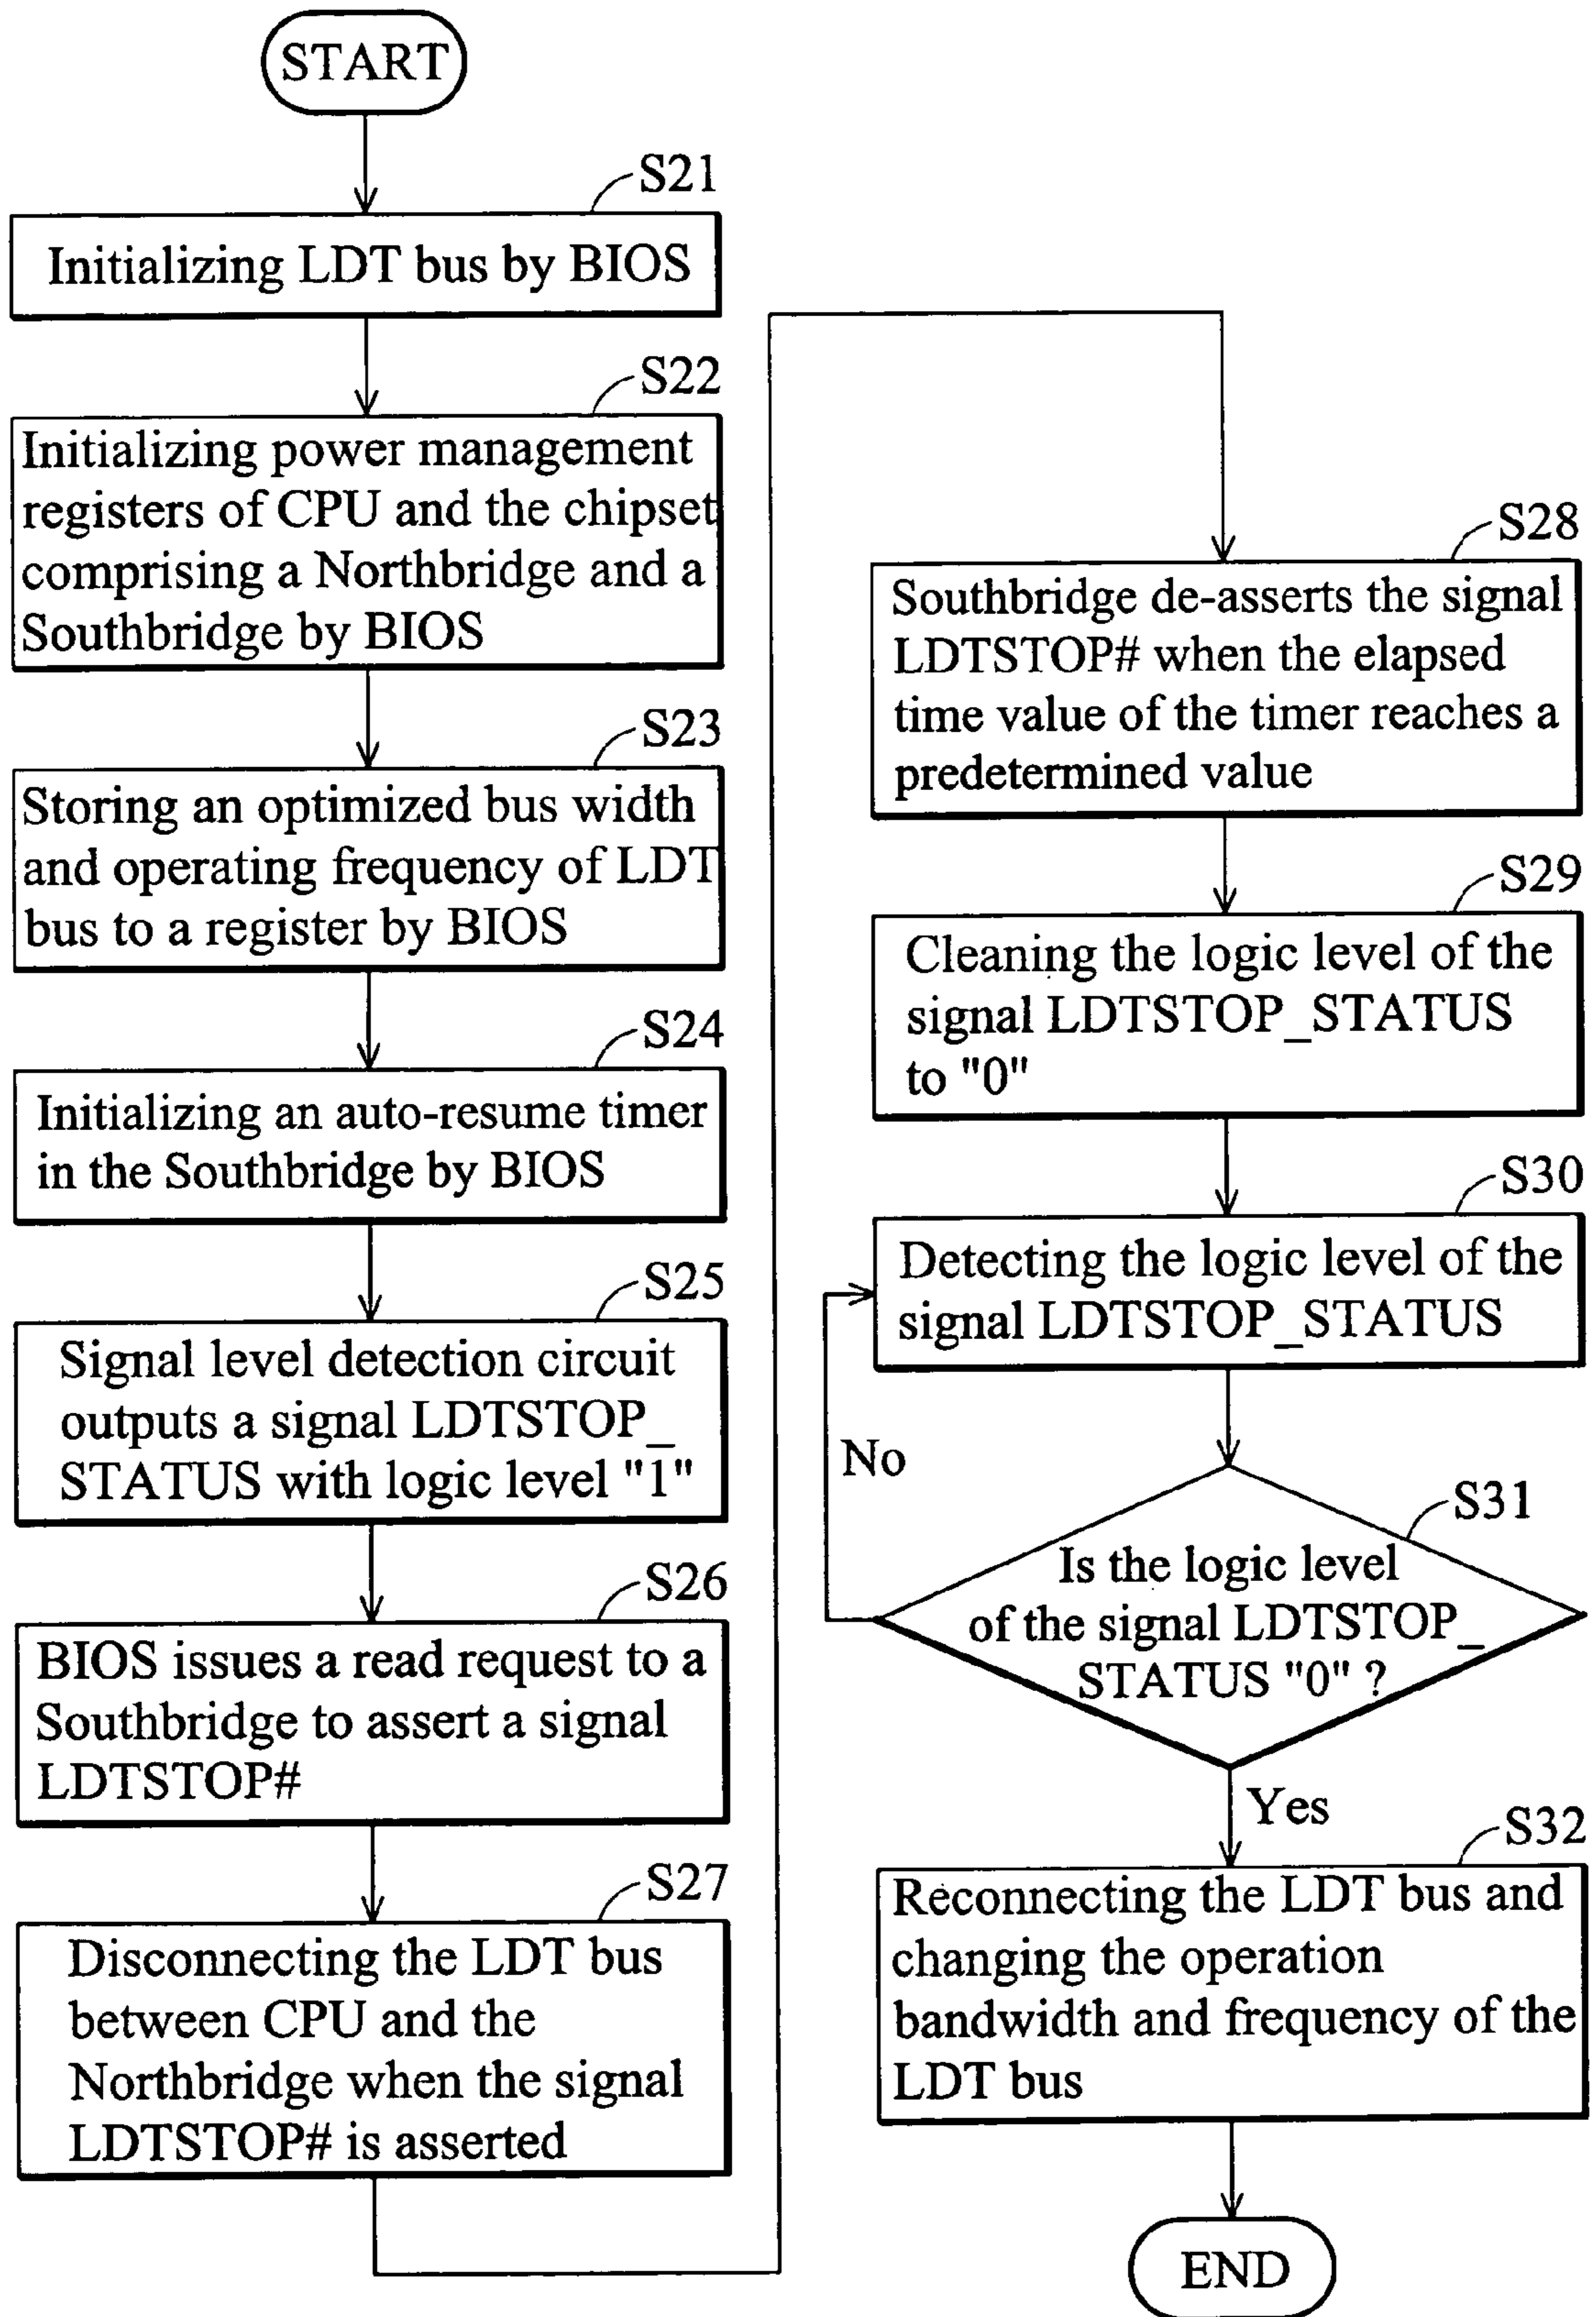 START
S21
Initializing LDT bus by BIOS
S22
Initializing power management
registers of CPU and the chipset
comprising a Northbridge and a
Southbridge by BIOS
S23
Storing an optimized bus width
and operating frequency of LDT
bus to a register by BIOS
S24
Initializing an auto-resume timer
in the Southbridge by BIOS
S25
Signal level detection circuit
outputs a signal LDTSTOP_
STATUS with logic level "1"
S26
BIOS issues a read request to a
Southbridge to assert a signal
LDTSTOP#
S27
Disconnecting the LDT bus
between CPU and the
Northbridge when the signal
LDTSTOP# is asserted
S28
Southbridge de-asserts the signal
LDTSTOP# when the elapsed
time value of the timer reaches a
predetermined value
S29
Cleaning the logic level of the
signal LDTSTOP_STATUS
to "0"
S30
Detecting the logic level of the
signal LDTSTOP_STATUS
No
S31
Is the logic level
of the signal LDTSTOP_
STATUS "0" ?
Yes
S32
Reconnecting the LDT bus and
changing the operation
bandwidth and frequency of the
LDT bus
END